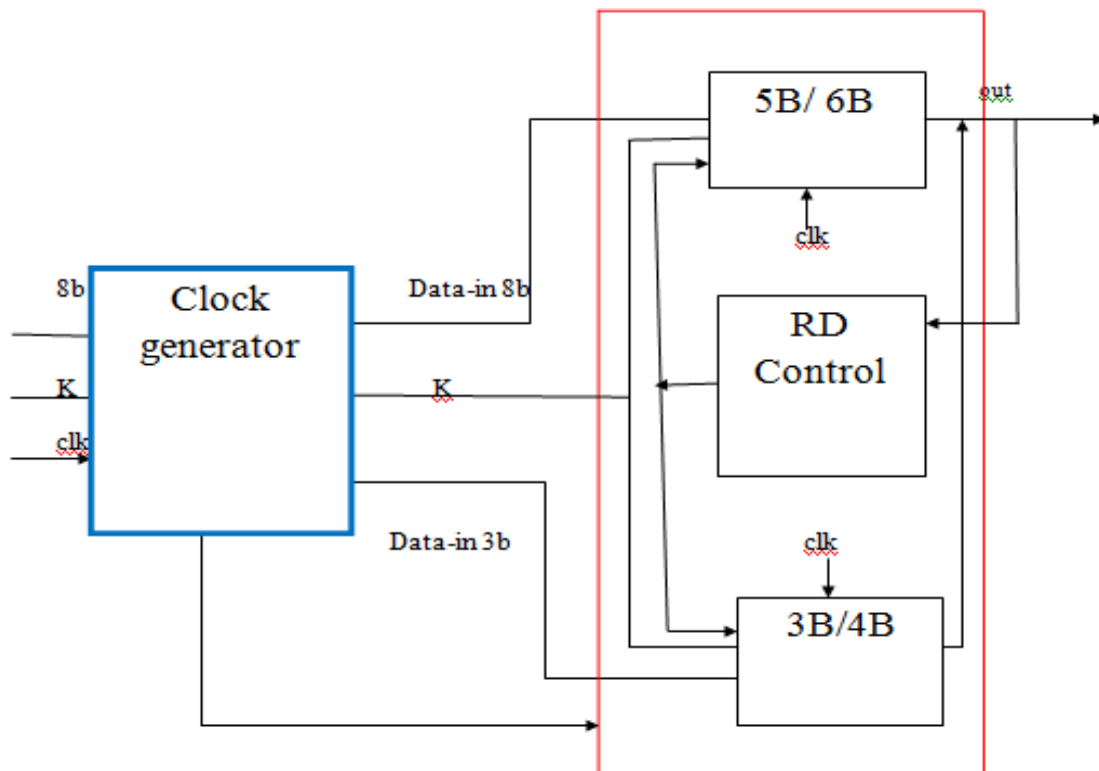 5B/ 6B
out
clk
8b
Clock
generator
Data-in 8b
RD
Control
K
K
clk
Data-in 3b
clk
3B/4B